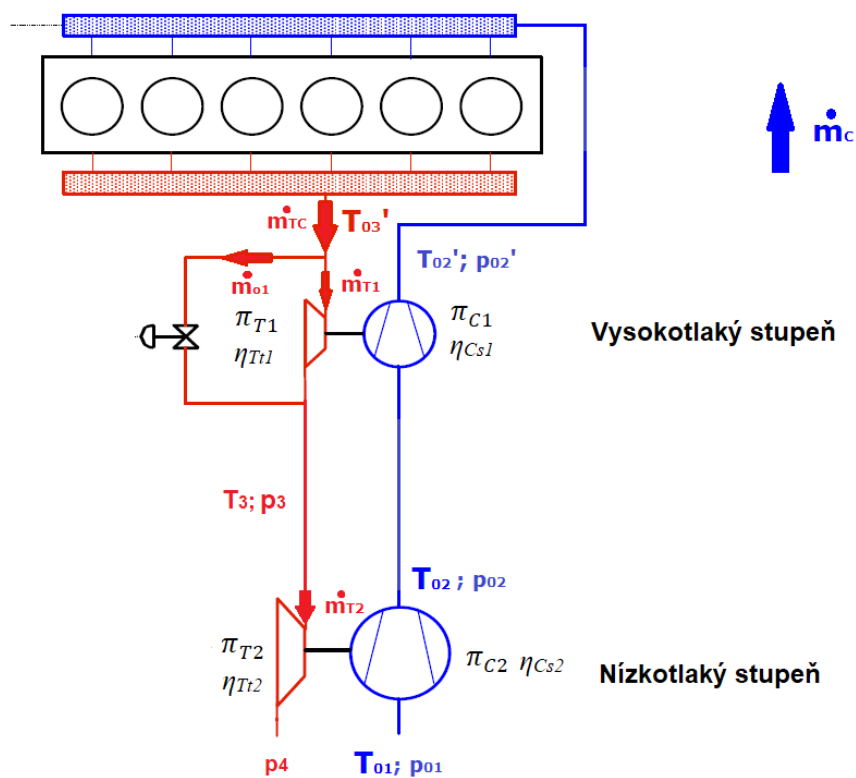 ṁC
ṁTC T03'
T02'; p02'
ṁo1 ṁT1
πT1
ηTt1
πC1
ηCs1
Vysokotlaký stupeň
T3; p3
T02 ; p02
ṁT2
πT2
ηTt2
πC2 ηCs2
Nízkotlaký stupeň
p4
T01; p01